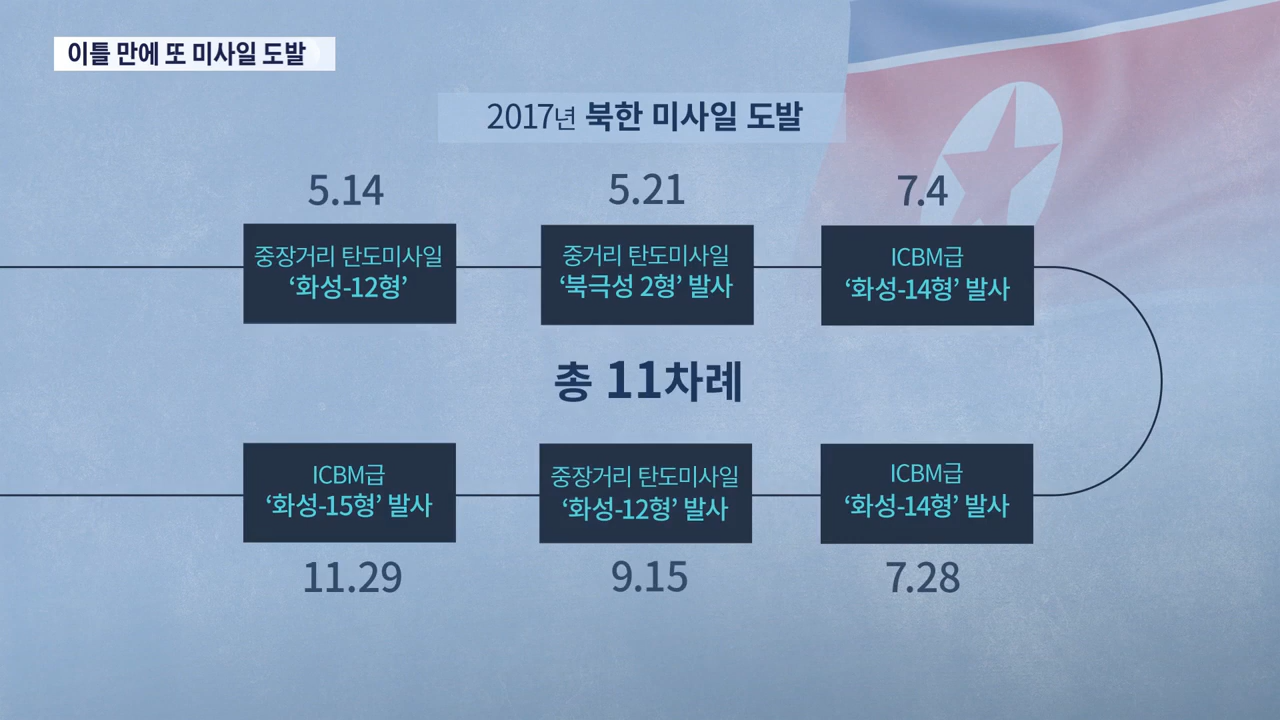 이틀 만에 또 미사일 도발
2017년 북한 미사일 도발
5.14
중장거리 탄도미사일
‘화성-12형’
5.21
중거리 탄도미사일
‘북극성 2형’ 발사
7.4
ICBM급
‘화성-14형’ 발사
총 11차례
ICBM급
‘화성-14형’ 발사
7.28
중장거리 탄도미사일
‘화성-12형’ 발사
9.15
ICBM급
‘화성-15형’ 발사
11.29